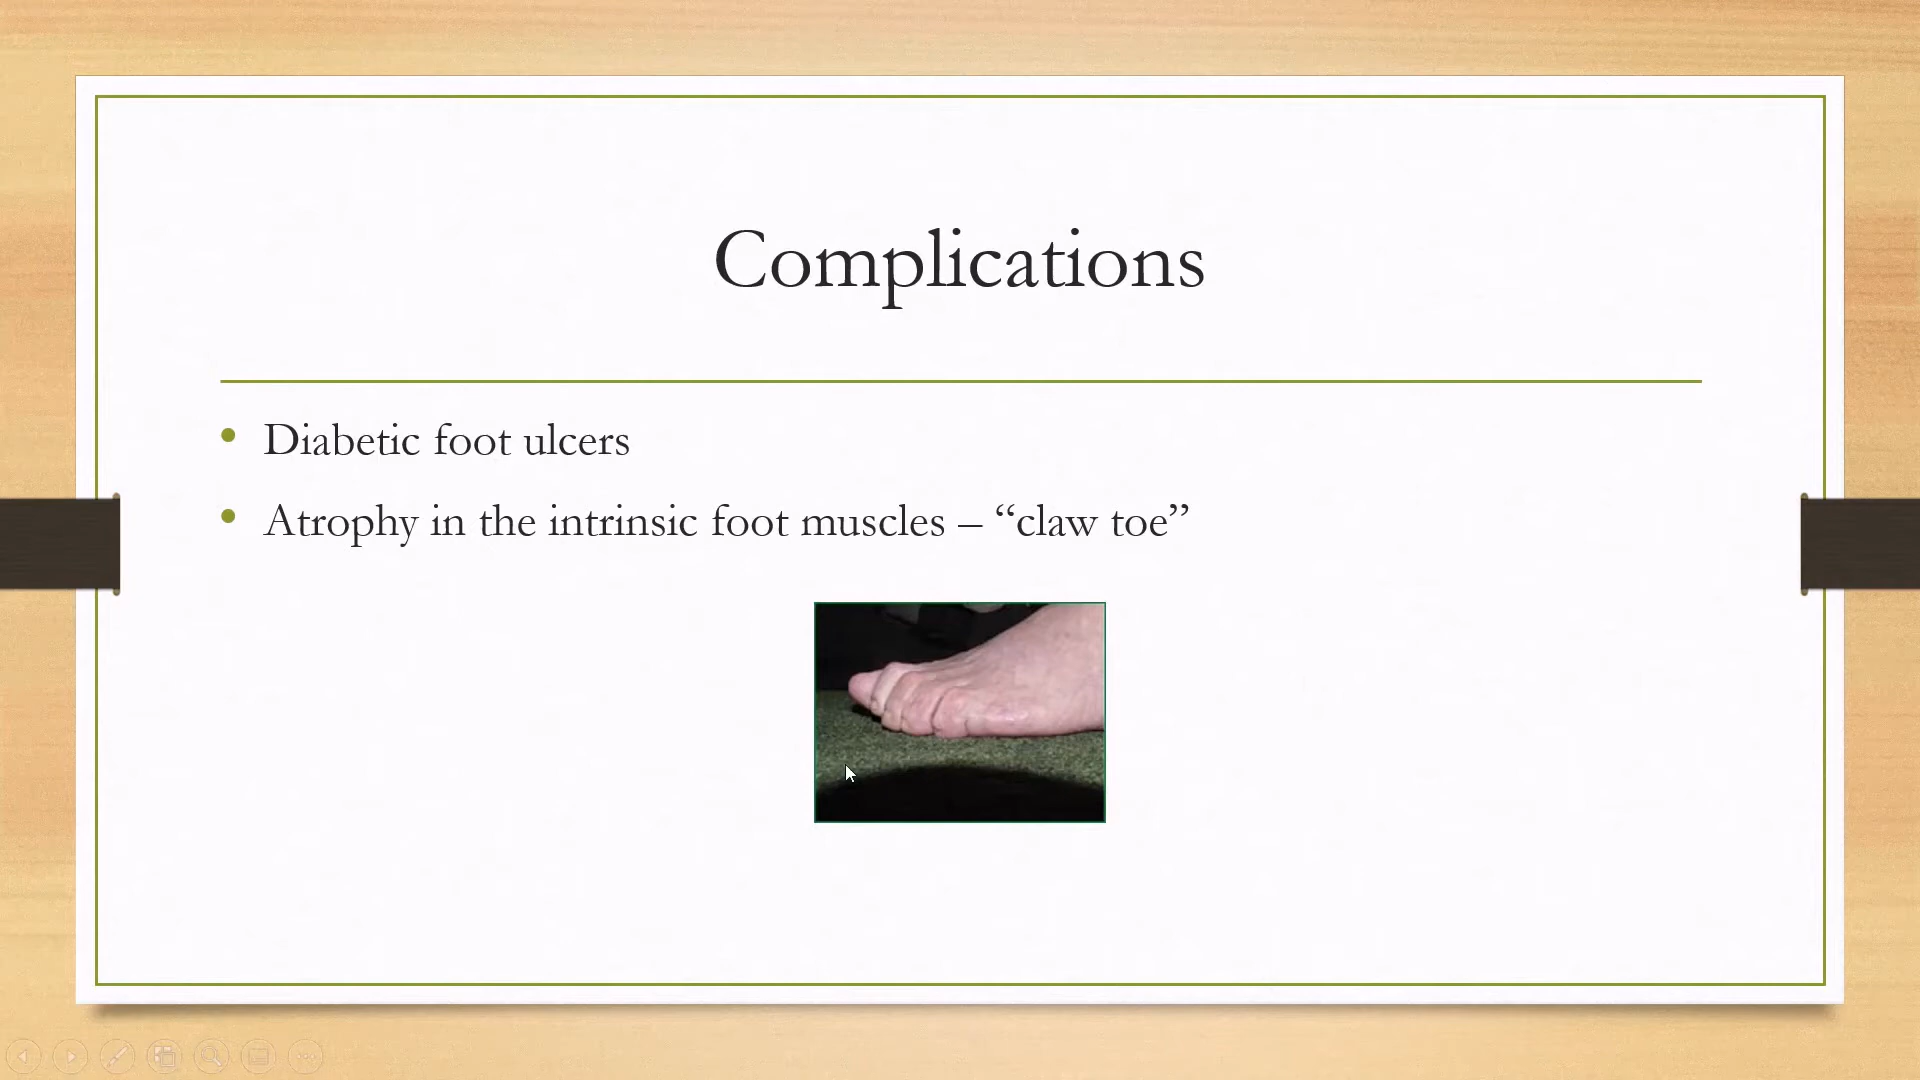 Complications
• Diabetic foot ulcers
• Atrophy in the intrinsic foot muscles – “claw toe”